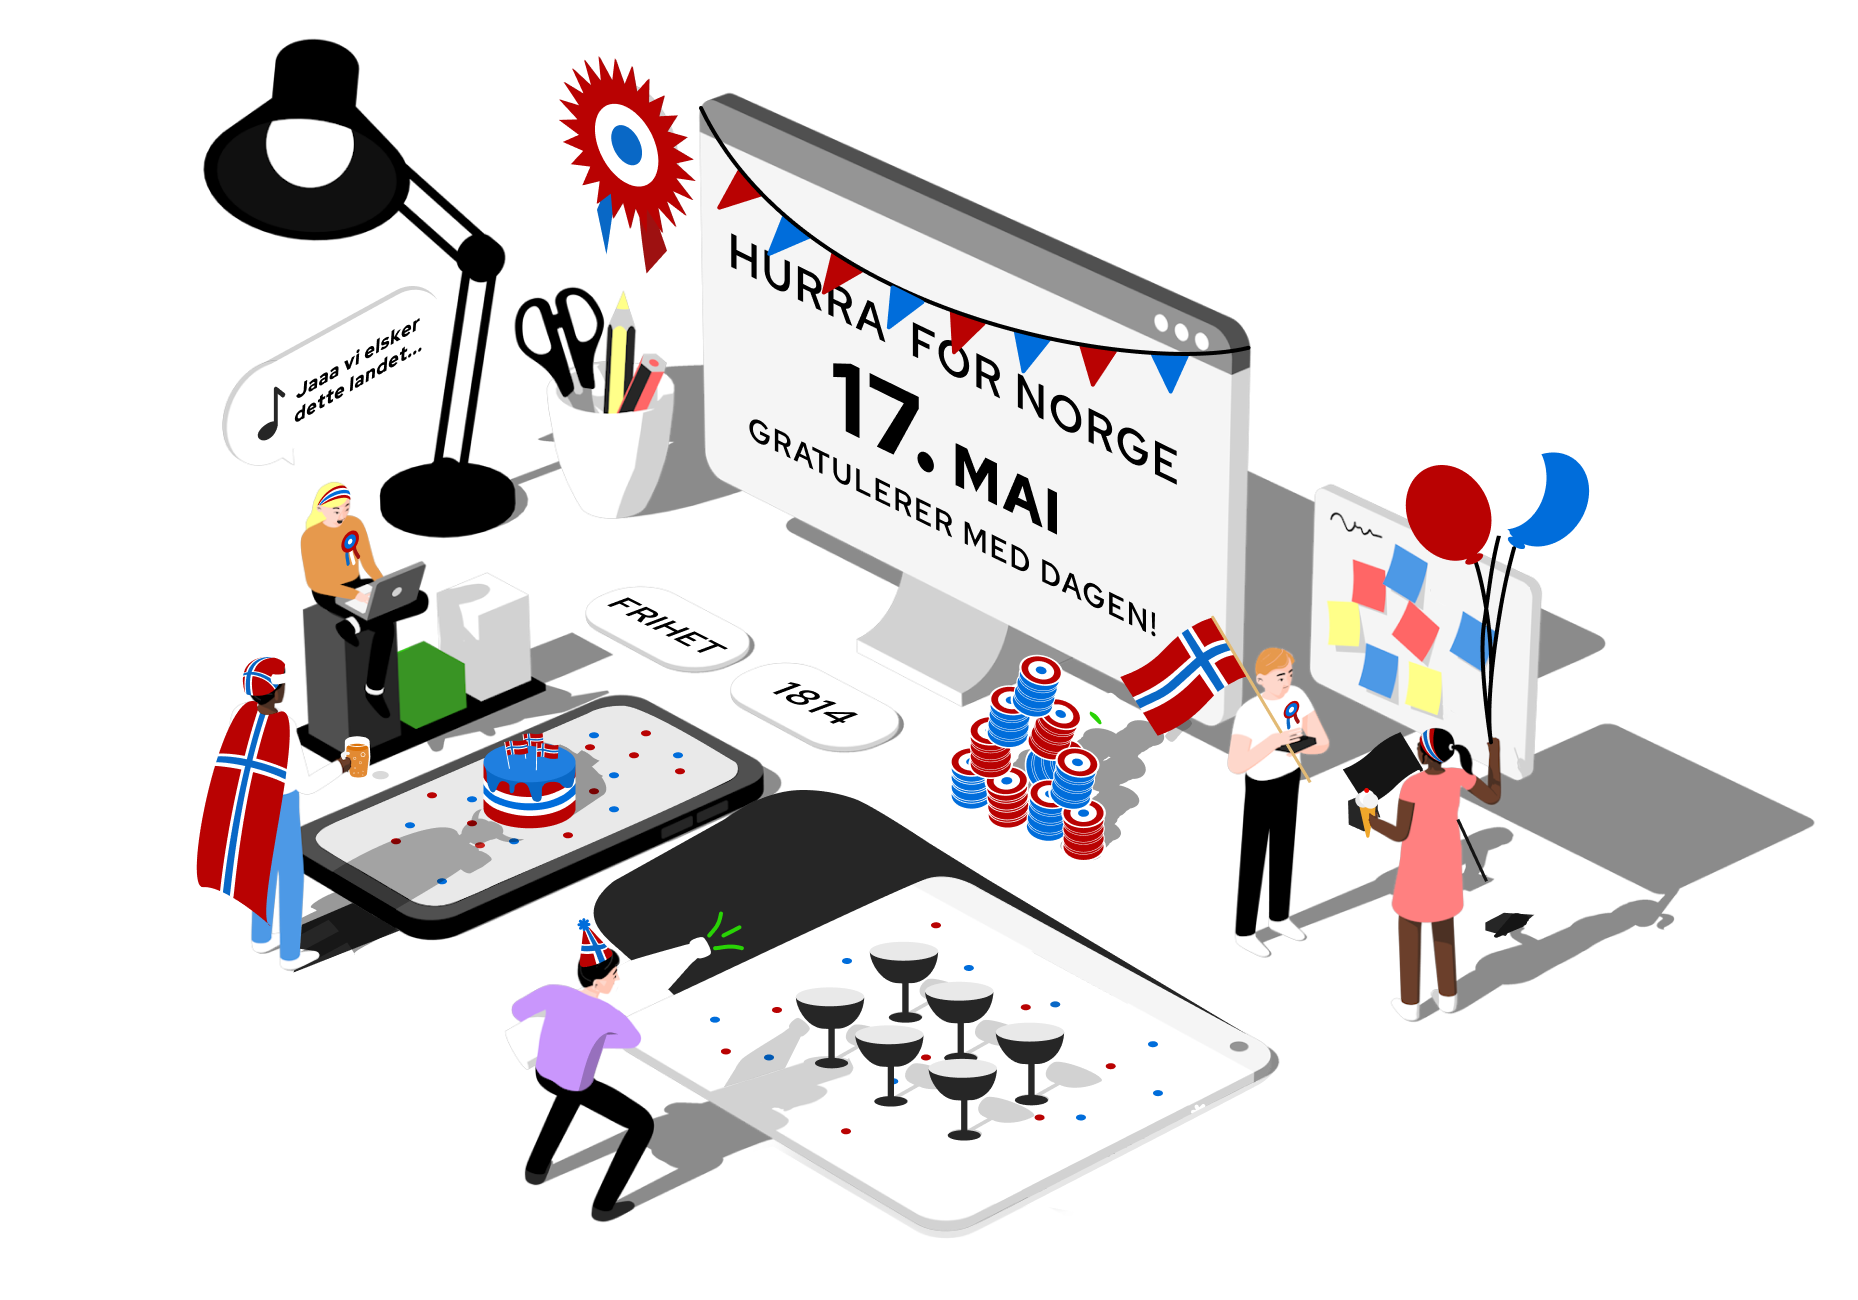 HURRA FOR NORGE
17. MAI
GRATULERER MED DAGEN!
Jaaa vi elsker
dette landet...
FRIHET
1814